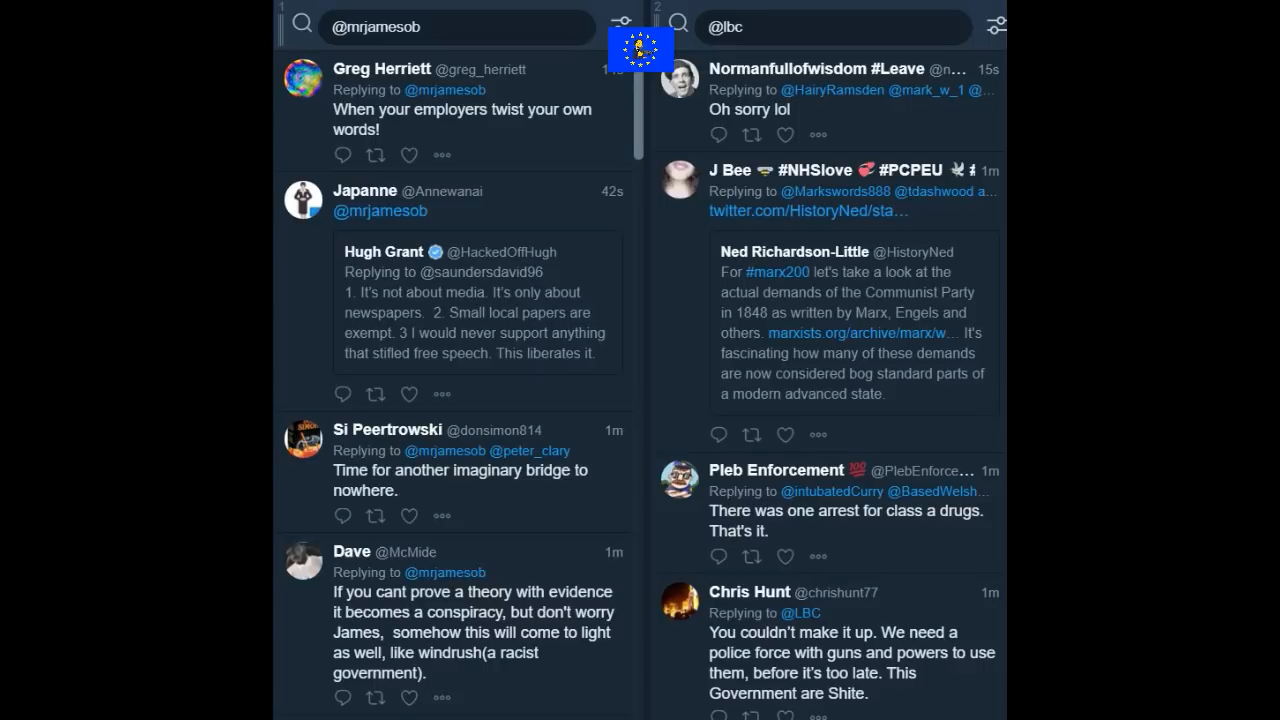 1
@mrjamesob
Greg Herriett @greg_herriett
Replying to @mrjamesob
When your employers twist your own
words!
Japanne @Annewanai 42s
@mrjamesob
Hugh Grant @HackedOffHugh
Replying to @saundersdavid96
1. It's not about media. It's only about
newspapers. 2. Small local papers are
exempt. 3 I would never support anything
that stifled free speech. This liberates it.
Si Peertrowski @donsimon814 1m
Replying to @mrjamesob @peter_clary
Time for another imaginary bridge to
nowhere.
Dave @McMide 1m
Replying to @mrjamesob
If you cant prove a theory with evidence
it becomes a conspiracy, but don't worry
James, somehow this will come to light
as well, like windrush(a racist
government).
2
@lbc
Normanfullofwisdom #Leave @n... 15s
Replying to @HairyRamsden @mark_w_1 @...
Oh sorry lol
J Bee #NHSlove #PCPEU # 1m
Replying to @Markswords888 @tdashwood a...
twitter.com/HistoryNed/sta...
Ned Richardson-Little @HistoryNed
For #marx200 let's take a look at the
actual demands of the Communist Party
in 1848 as written by Marx, Engels and
others. marxists.org/archive/marx/w... It's
fascinating how many of these demands
are now considered bog standard parts of
a modern advanced state.
Pleb Enforcement 💯 @PlebEnforce... 1m
Replying to @intubatedCurry @BasedWelsh...
There was one arrest for class a drugs.
That's it.
Chris Hunt @chrishunt77 1m
Replying to @LBC
You couldn't make it up. We need a
police force with guns and powers to use
them, before it's too late. This
Government are Shite.